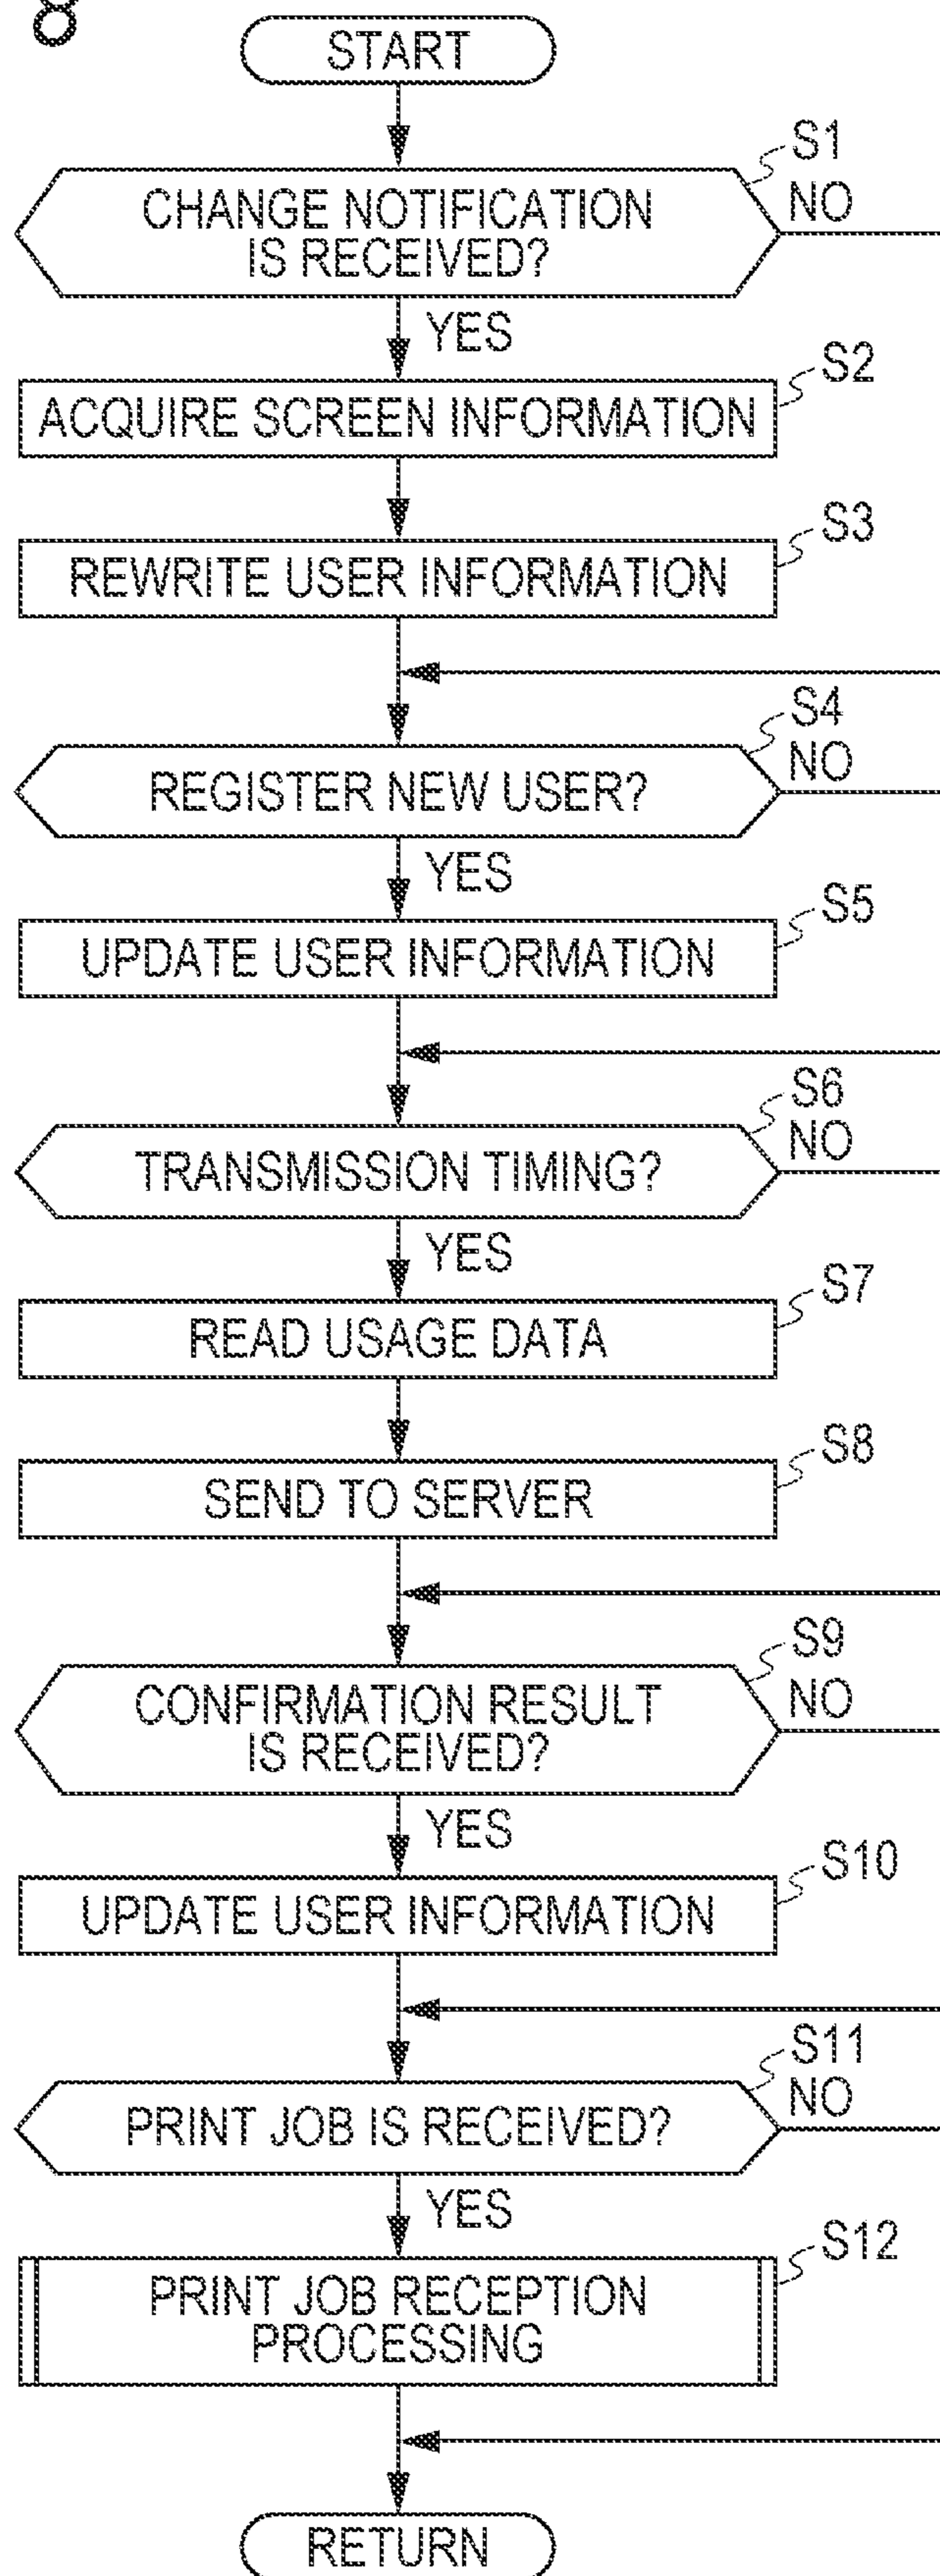 START
S1
NO
CHANGE NOTIFICATION
IS RECEIVED?
YES
S2
ACQUIRE SCREEN INFORMATION
S3
REWRITE USER INFORMATION
S4
NO
REGISTER NEW USER?
YES
S5
UPDATE USER INFORMATION
S6
NO
TRANSMISSION TIMING?
YES
S7
READ USAGE DATA
S8
SEND TO SERVER
S9
NO
CONFIRMATION RESULT
IS RECEIVED?
YES
S10
UPDATE USER INFORMATION
S11
NO
PRINT JOB IS RECEIVED?
YES
S12
PRINT JOB RECEPTION
PROCESSING
RETURN